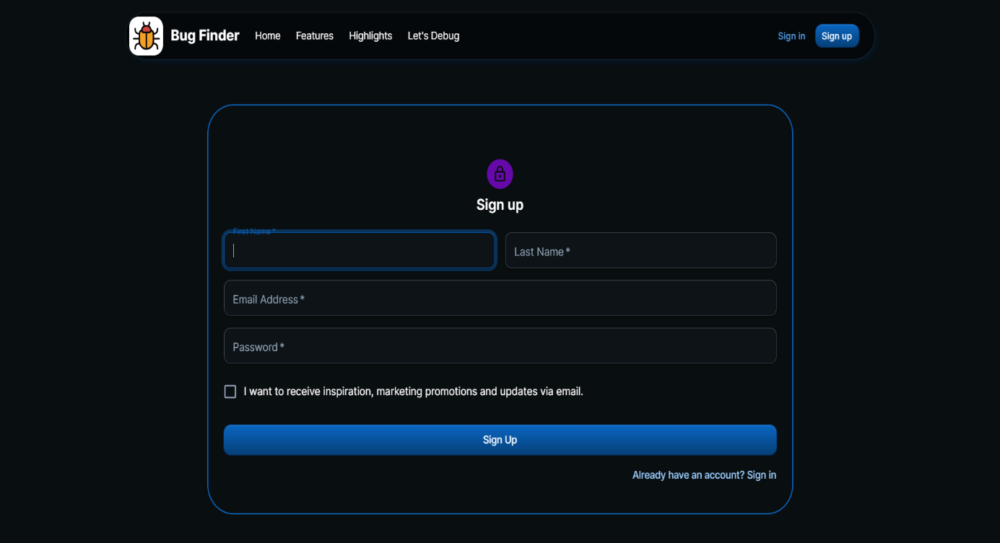 Bug Finder Home Features Highlights Let's Debug Sign in Sign up
Sign up
First Name *
Last Name *
Email Address *
Password *
I want to receive inspiration, marketing promotions and updates via email.
Sign Up
Already have an account? Sign in